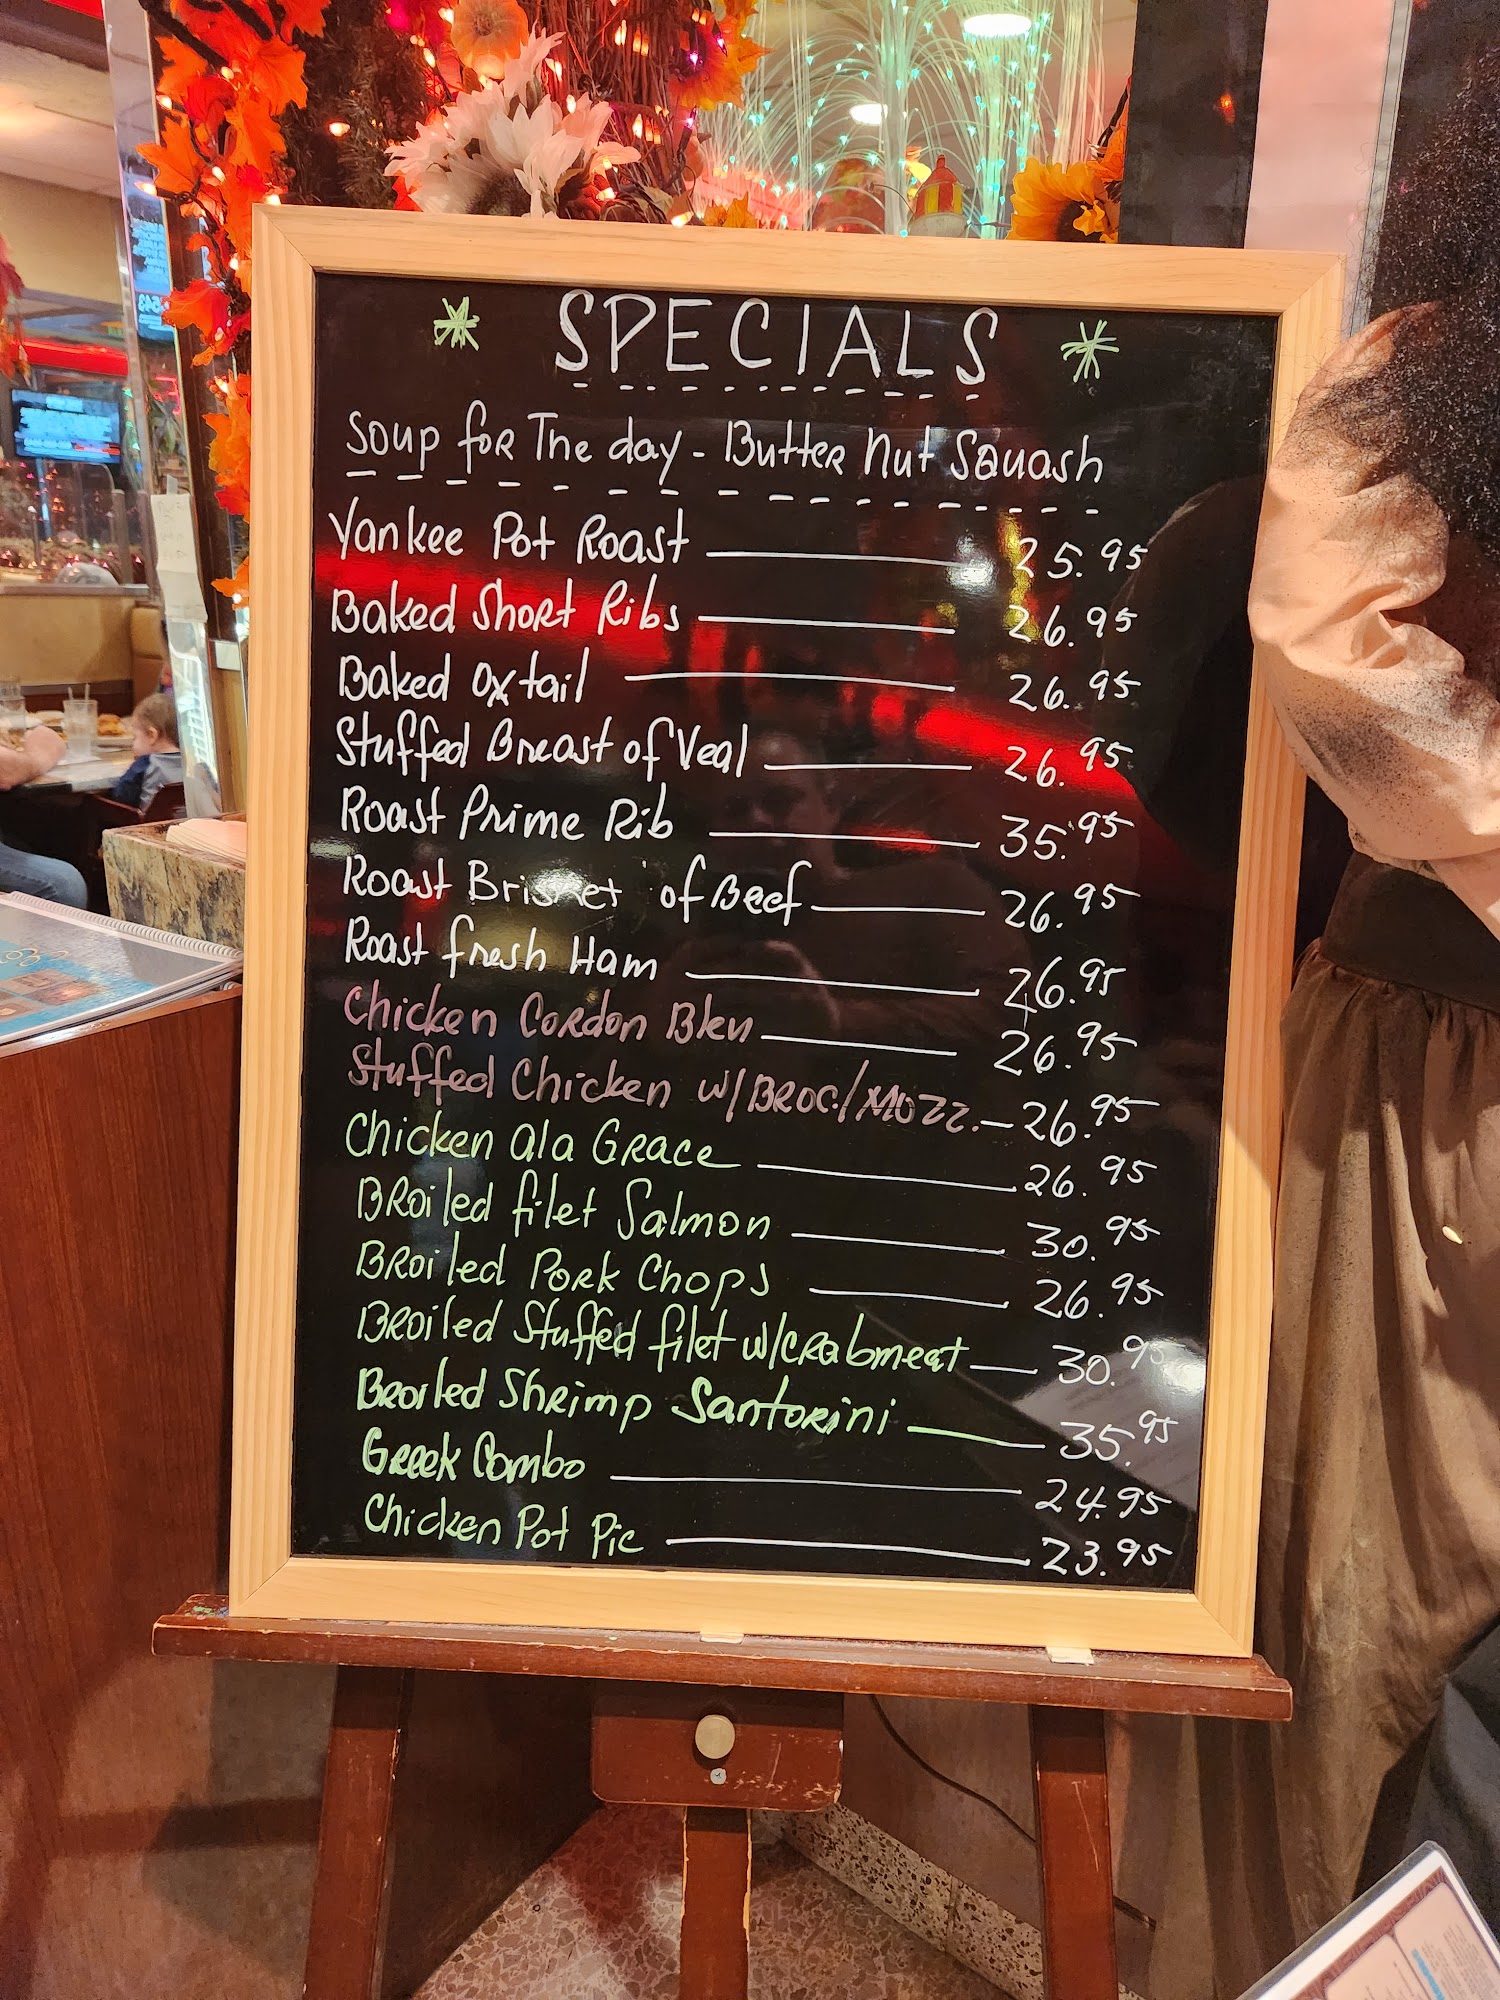 * SPECIALS *
Soup for The day - Butter Nut Sauash
Yankee Pot Roast 25.95
Baked Short Ribs 26.95
Baked Oxtail 26.95
Stuffed Breast of Veal 26.95
Roast Prime Rib 35.95
Roast Brisket of Beef 26.95
Roast fresh Ham 26.95
Chicken Cordon Bleu 26.95
Stuffed Chicken w/BROC./MOZZ. 26.95
Chicken ala Grace 26.95
BRoiled filet Salmon 30.95
BRoiled Pork Chops 26.95
BRoiled Stuffed filet w/CRabmeat 30.95
Broiled Shrimp Santorini 35.95
Greek Combo 24.95
Chicken Pot Pie 23.95